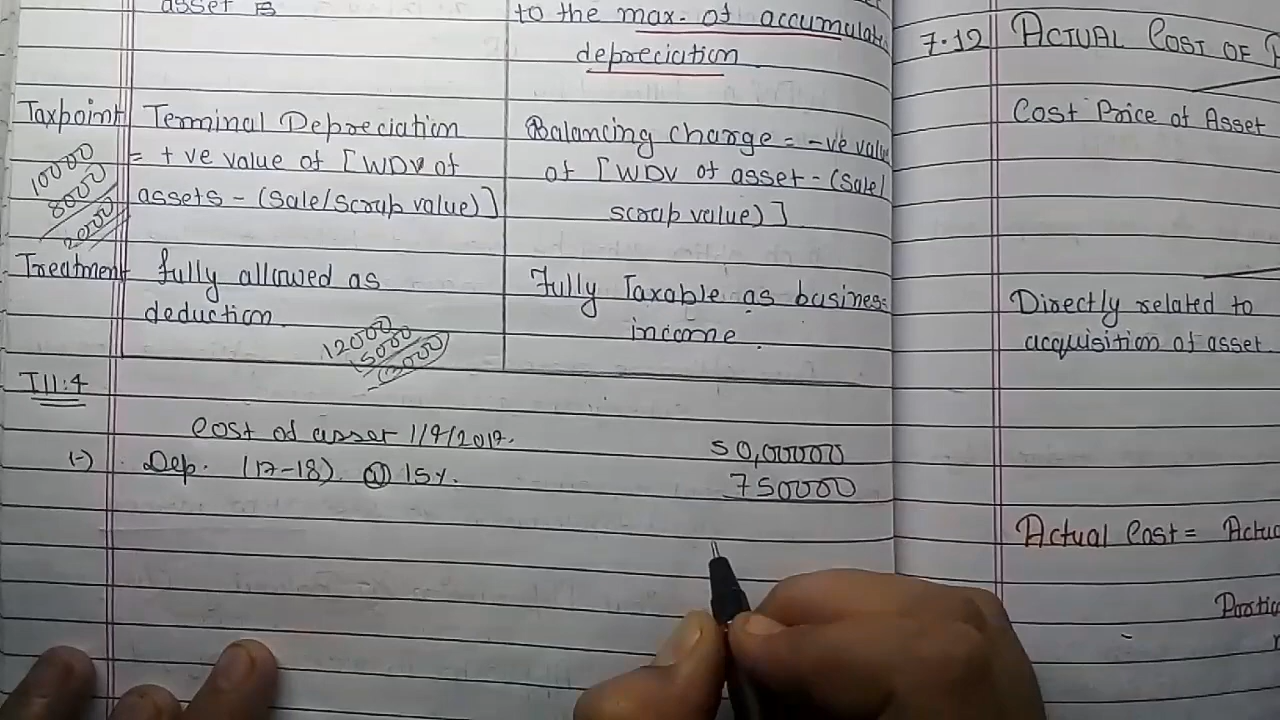 asset B
to the max. of accumulate
depreciation
Taxpoint
Terminal Depreciation
= +ve value of [WDV of
assets - (Sale/Scrap value)]
10000
8000
2000
Balancing charge = -ve value
of [WDV of asset - (Sale/
scrap value)]
Treatment
fully allowed as
deduction.
12000
15000
Fully Taxable as business
income.
Ill:4
Cost of asset 1/4/2017.
50,00000
(-) Dep. (17-18) @ 15%.
750000
7.12
ACTUAL COST OF
Cost Price of Asset
Directly related to
acquisition of asset
Actual Cost =